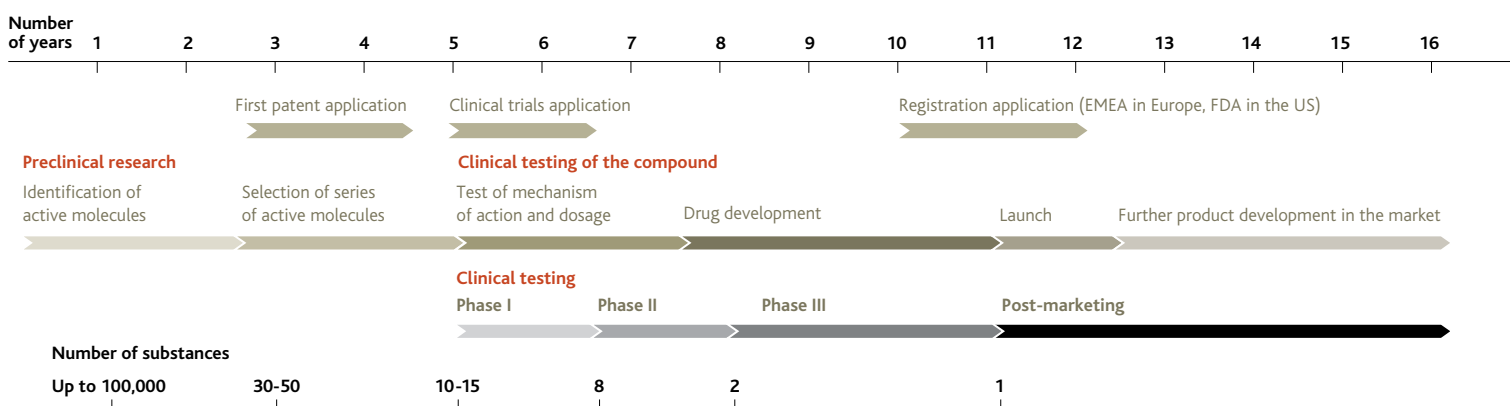 Number
of years 1 2 3 4 5 6 7 8 9 10 11 12 13 14 15 16
First patent application Clinical trials application Registration application (EMEA in Europe, FDA in the US)
Preclinical research Clinical testing of the compound
Identification of
active molecules
Selection of series
of active molecules
Test of mechanism
of action and dosage
Drug development
Launch
Further product development in the market
Clinical testing
Phase I Phase II Phase III Post-marketing
Number of substances
Up to 100,000 30-50 10-15 8 2 1